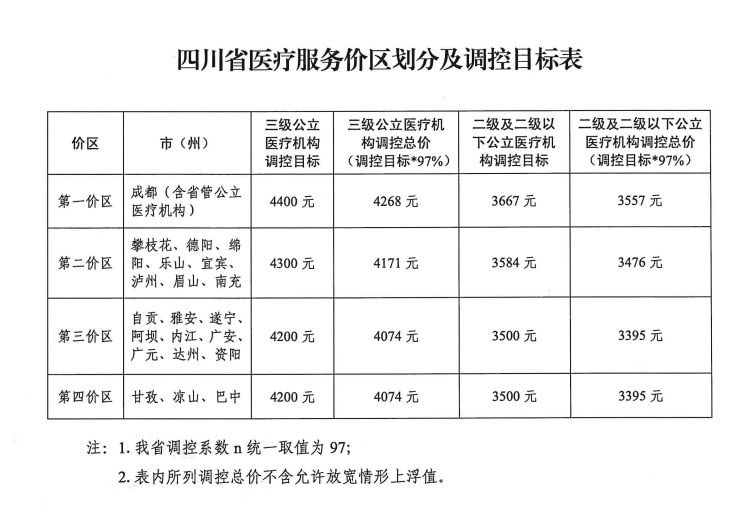 四川省医疗服务价区划分及调控目标表
价区 市（州） 三级公立医疗机构调控目标 三级公立医疗机构调控总价（调控目标*97%） 二级及二级以下公立医疗机构调控目标 二级及二级以下公立医疗机构调控总价（调控目标*97%）
第一价区 成都（含省管公立医疗机构） 4400 元 4268 元 3667 元 3557 元
第二价区 攀枝花、德阳、绵阳、乐山、宜宾、泸州、眉山、南充 4300 元 4171 元 3584 元 3476 元
第三价区 自贡、雅安、遂宁、阿坝、内江、广安、广元、达州、资阳 4200 元 4074 元 3500 元 3395 元
第四价区 甘孜、凉山、巴中 4200 元 4074 元 3500 元 3395 元
注：1. 我省调控系数 n 统一取值为 97；
2. 表内所列调控总价不含允许放宽情形上浮值。